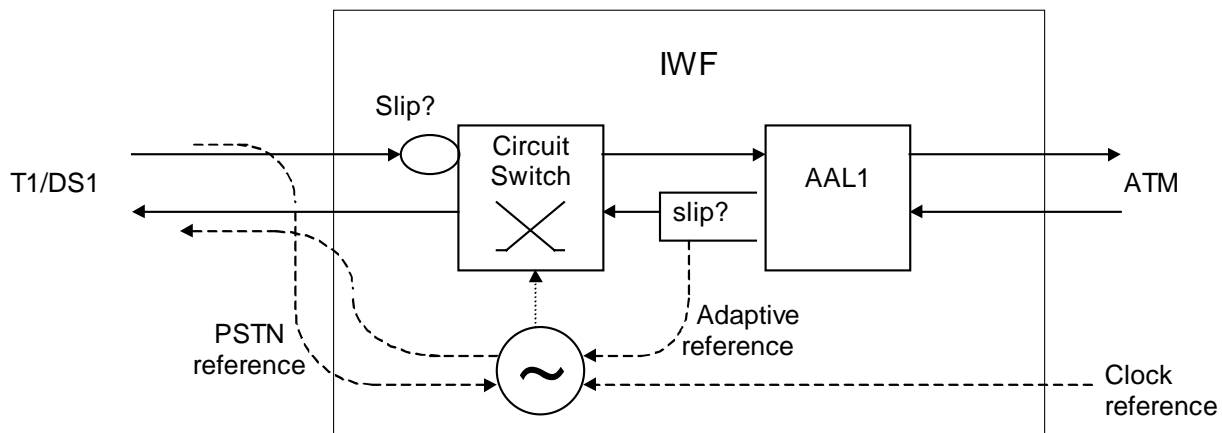 IWF
Slip?
Circuit
Switch
AAL1
T1/DS1
ATM
slip?
PSTN
reference
Adaptive
reference
~
Clock
reference